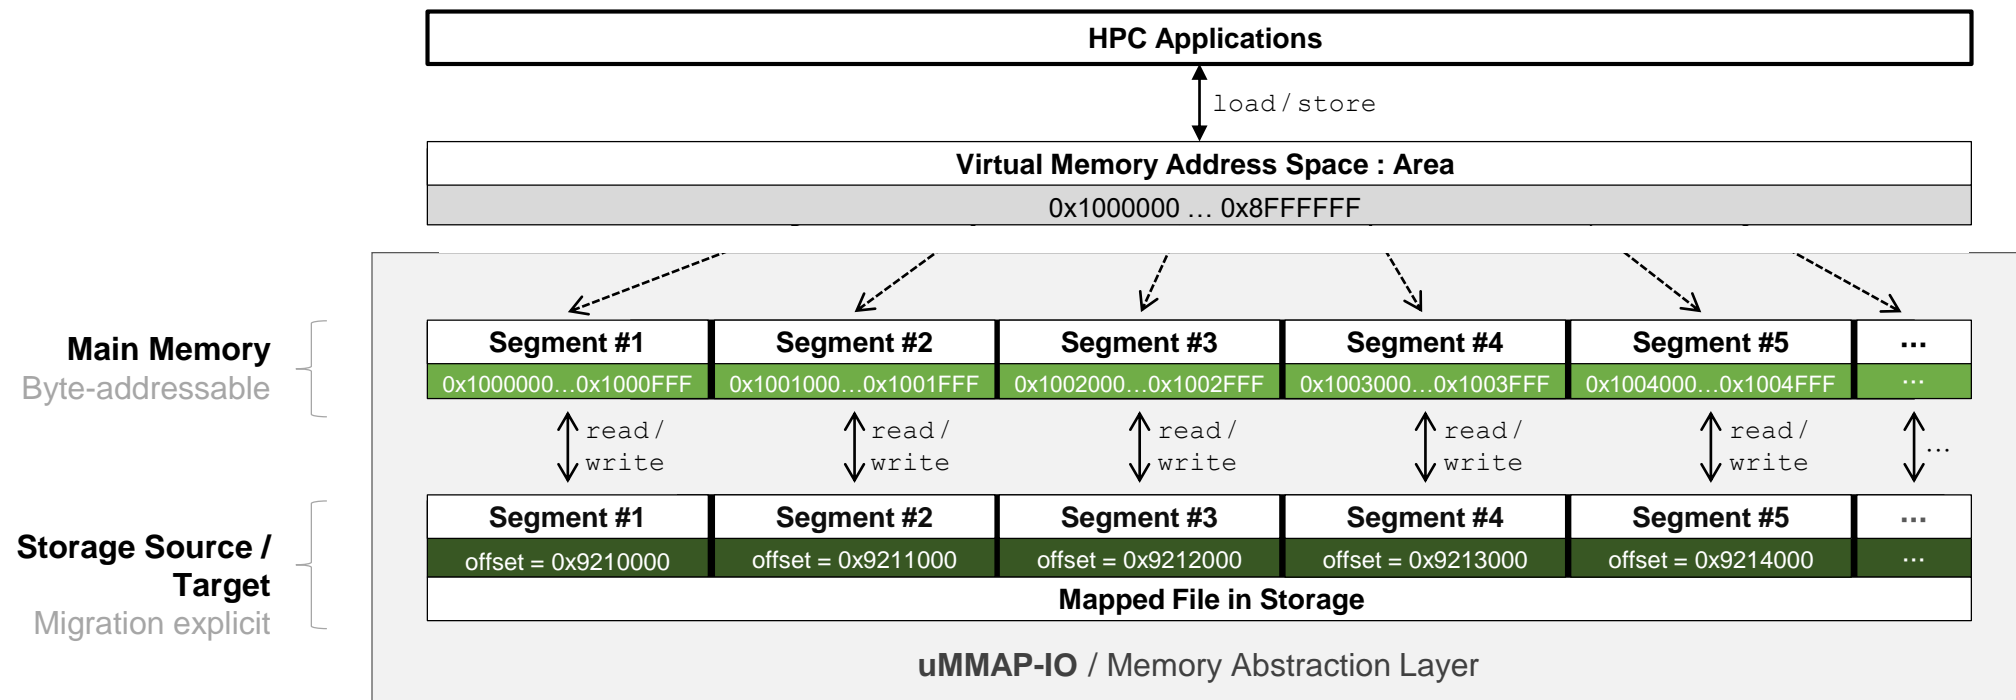 HPC Applications
load/store
Virtual Memory Address Space : Area
0x1000000 … 0x8FFFFFF
Main Memory
Byte-addressable
Segment #1 Segment #2 Segment #3 Segment #4 Segment #5 ...
0x1000000…0x1000FFF 0x1001000…0x1001FFF 0x1002000…0x1002FFF 0x1003000…0x1003FFF 0x1004000…0x1004FFF ...
read/ read/ read/ read/ read/ ...
write write write write write
Storage Source /
Target
Migration explicit
Segment #1 Segment #2 Segment #3 Segment #4 Segment #5 ...
offset = 0x9210000 offset = 0x9211000 offset = 0x9212000 offset = 0x9213000 offset = 0x9214000 ...
Mapped File in Storage
uMMAP-IO / Memory Abstraction Layer